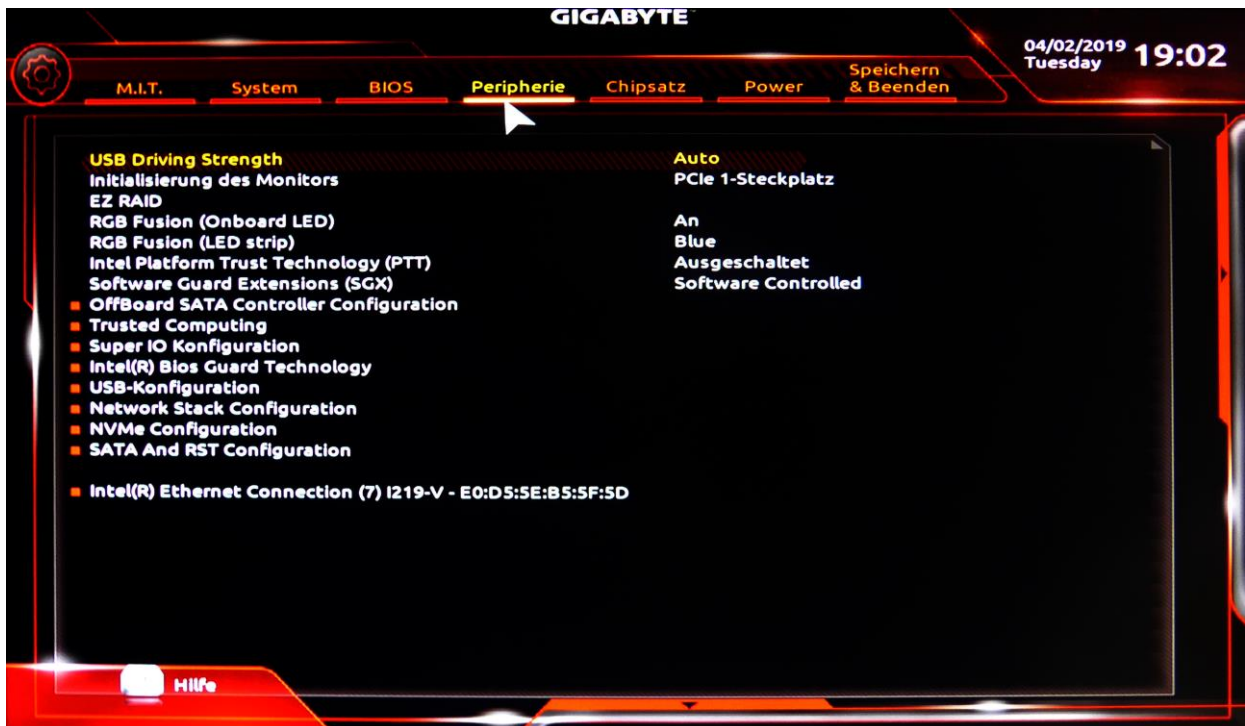 GIGABYTE
04/02/2019 19:02
Tuesday
M.I.T. System BIOS Peripherie Chipsatz Power Speichern & Beenden
USB Driving Strength Auto
Initialisierung des Monitors PCIe 1-Steckplatz
EZ RAID
RGB Fusion (Onboard LED) An
RGB Fusion (LED strip) Blue
Intel Platform Trust Technology (PTT) Ausgeschaltet
Software Guard Extensions (SGX) Software Controlled
OffBoard SATA Controller Configuration
Trusted Computing
Super IO Konfiguration
Intel(R) Bios Guard Technology
USB-Konfiguration
Network Stack Configuration
NVMe Configuration
SATA And RST Configuration
Intel(R) Ethernet Connection (7) I219-V - E0:D5:5E:B5:5F:5D
Hilfe